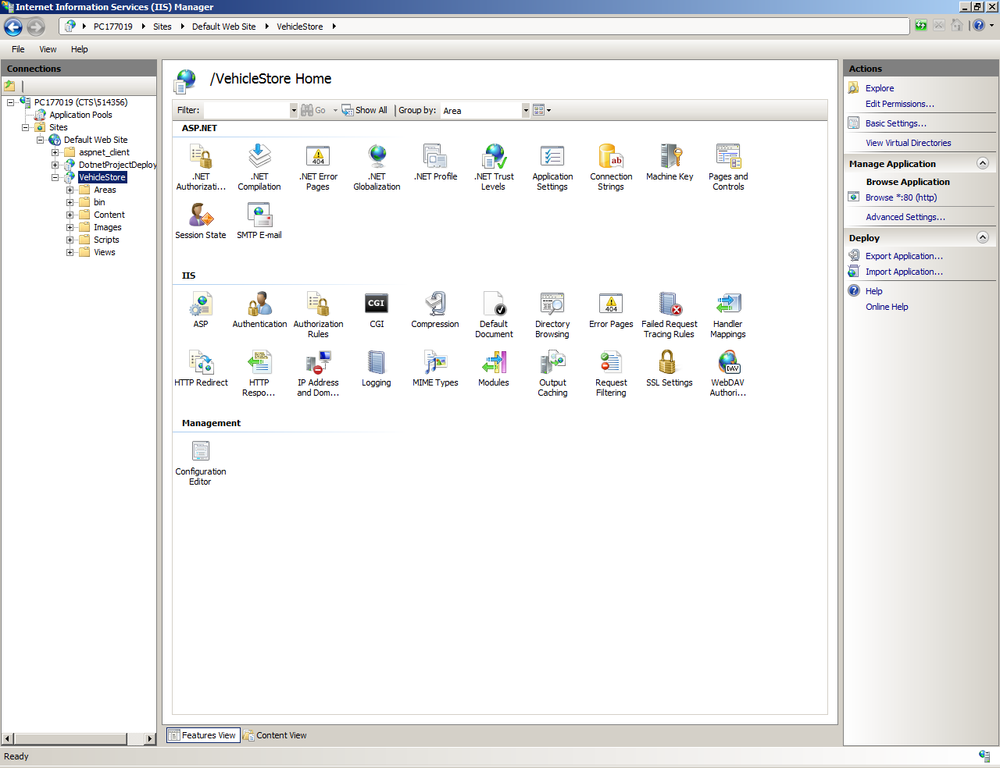 Internet Information Services (IIS) Manager
PC177019 Sites Default Web Site VehicleStore
File View Help
Connections
PC177019 (CTS\514356)
Application Pools
Sites
Default Web Site
aspnet_client
DotnetProjectDeploy
VehicleStore
Areas
bin
Content
Images
Scripts
Views
/VehicleStore Home
Filter: Go Show All Group by: Area
ASP.NET
.NET Authorizati...
.NET Compilation
.NET Error Pages
.NET Globalization
.NET Profile
.NET Trust Levels
Application Settings
Connection Strings
Machine Key
Pages and Controls
Session State
SMTP E-mail
IIS
ASP
Authentication
Authorization Rules
CGI
CGI
Compression
Default Document
Directory Browsing
404
Error Pages
Failed Request Tracing Rules
Handler Mappings
HTTP Redirect
HTTP Respo...
IP Address and Dom...
Logging
MIME Types
Modules
Output Caching
Request Filtering
SSL Settings
DAV
WebDAV Authori...
Management
Configuration Editor
Features View Content View
Actions
Explore
Edit Permissions...
Basic Settings...
View Virtual Directories
Manage Application
Browse Application
Browse *:80 (http)
Advanced Settings...
Deploy
Export Application...
Import Application...
Help
Online Help
Ready